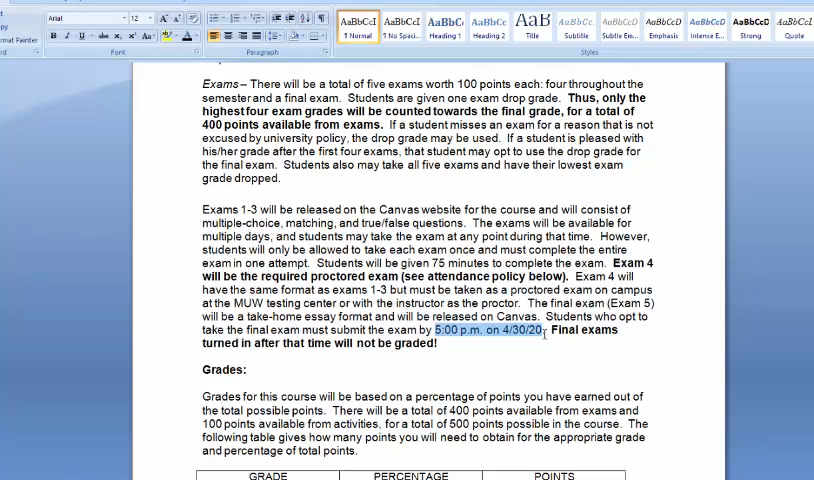 Arial
12
ormat Painter
Font
Paragraph
Styles
AaBbCcI
AaBbCcI
AaBbC
AaBbCc
AaB
AaBbCc
AaBbCcD
AaBbCcD
AaBbCcD
AaBbCcD
AaBbCcD
¶ Normal
¶ No Spaci...
Heading 1
Heading 2
Title
Subtitle
Subtle Em...
Emphasis
Intense E...
Strong
Quote
Exams – There will be a total of five exams worth 100 points each: four throughout the
semester and a final exam. Students are given one exam drop grade. Thus, only the
highest four exam grades will be counted towards the final grade, for a total of
400 points available from exams. If a student misses an exam for a reason that is not
excused by university policy, the drop grade may be used. If a student is pleased with
his/her grade after the first four exams, that student may opt to use the drop grade for
the final exam. Students also may take all five exams and have their lowest exam
grade dropped.
Exams 1-3 will be released on the Canvas website for the course and will consist of
multiple-choice, matching, and true/false questions. The exams will be available for
multiple days, and students may take the exam at any point during that time. However,
students will only be allowed to take each exam once and must complete the entire
exam in one attempt. Students will be given 75 minutes to complete the exam. Exam 4
will be the required proctored exam (see attendance policy below). Exam 4 will
have the same format as exams 1-3 but must be taken as a proctored exam on campus
at the MUW testing center or with the instructor as the proctor. The final exam (Exam 5)
will be a take-home essay format and will be released on Canvas. Students who opt to
take the final exam must submit the exam by 5:00 p.m. on 4/30/20. Final exams
turned in after that time will not be graded!
Grades:
Grades for this course will be based on a percentage of points you have earned out of
the total possible points. There will be a total of 400 points available from exams and
100 points available from activities, for a total of 500 points possible in the course. The
following table gives how many points you will need to obtain for the appropriate grade
and percentage of total points.
GRADE
PERCENTAGE
POINTS